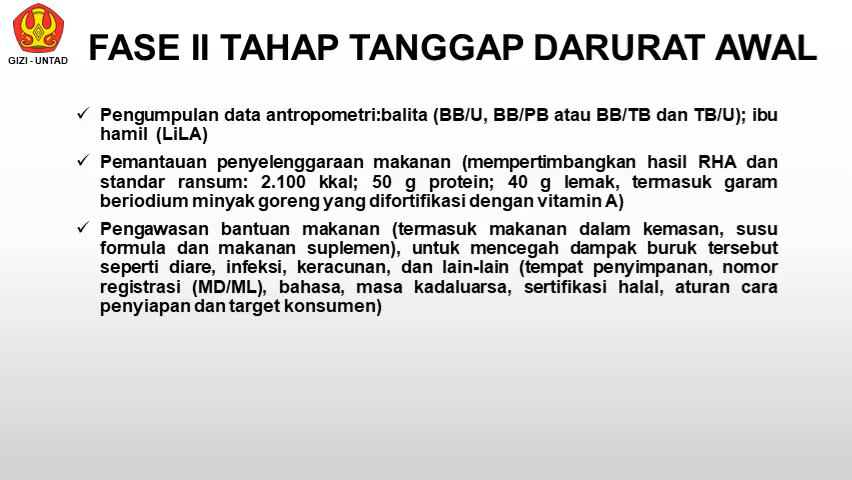 GIZI - UNTAD
FASE II TAHAP TANGGAP DARURAT AWAL
✓ Pengumpulan data antropometri:balita (BB/U, BB/PB atau BB/TB dan TB/U); ibu
hamil (LiLA)
✓ Pemantauan penyelenggaraan makanan (mempertimbangkan hasil RHA dan
standar ransum: 2.100 kkal; 50 g protein; 40 g lemak, termasuk garam
beriodium minyak goreng yang difortifikasi dengan vitamin A)
✓ Pengawasan bantuan makanan (termasuk makanan dalam kemasan, susu
formula dan makanan suplemen), untuk mencegah dampak buruk tersebut
seperti diare, infeksi, keracunan, dan lain-lain (tempat penyimpanan, nomor
registrasi (MD/ML), bahasa, masa kadaluarsa, sertifikasi halal, aturan cara
penyiapan dan target konsumen)